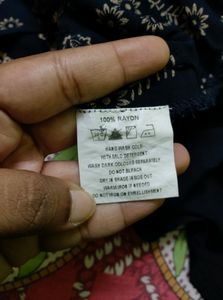 100% RAYON
HAND WASH COLD
WITH MILD DETERGENT
WASH DARK COLOURED SEPARATELY
DO NOT BLEACH
DRY IN SHADE INSIDE OUT
WARM IRON IF NEEDED
DO NOT IRON ON EMBELLISHMENT